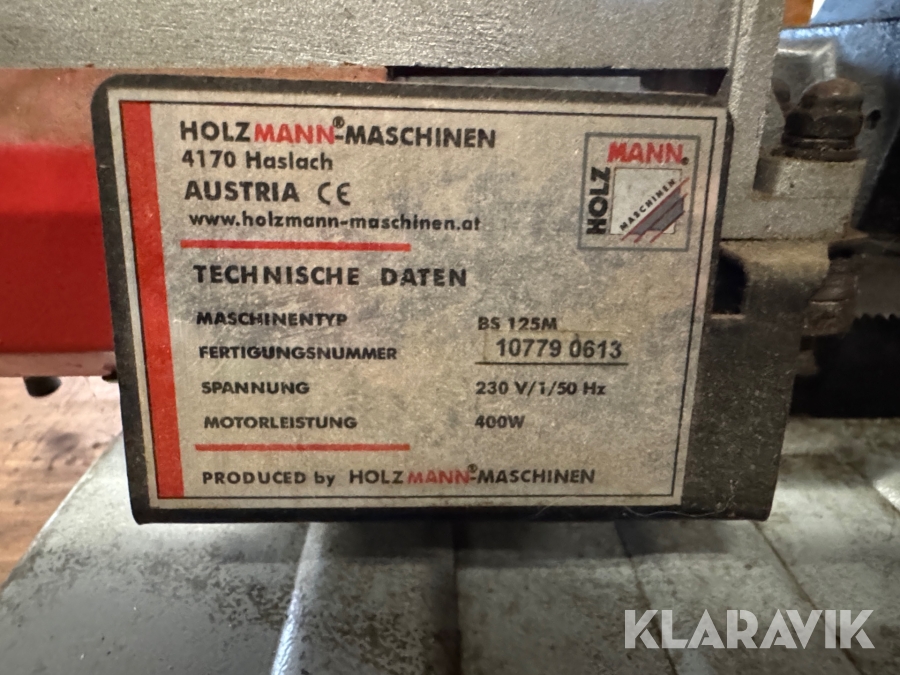 HOLZMANN®-MASCHINEN
4170 Haslach
AUSTRIA CE
www.holzmann-maschinen.at
HOLZ MANN® MASCHINEN
TECHNISCHE DATEN
MASCHINENTYP BS 125M
FERTIGUNGSNUMMER 10779 0613
SPANNUNG 230 V/1/50 Hz
MOTORLEISTUNG 400W
PRODUCED by HOLZMANN®-MASCHINEN
KLARAVIK